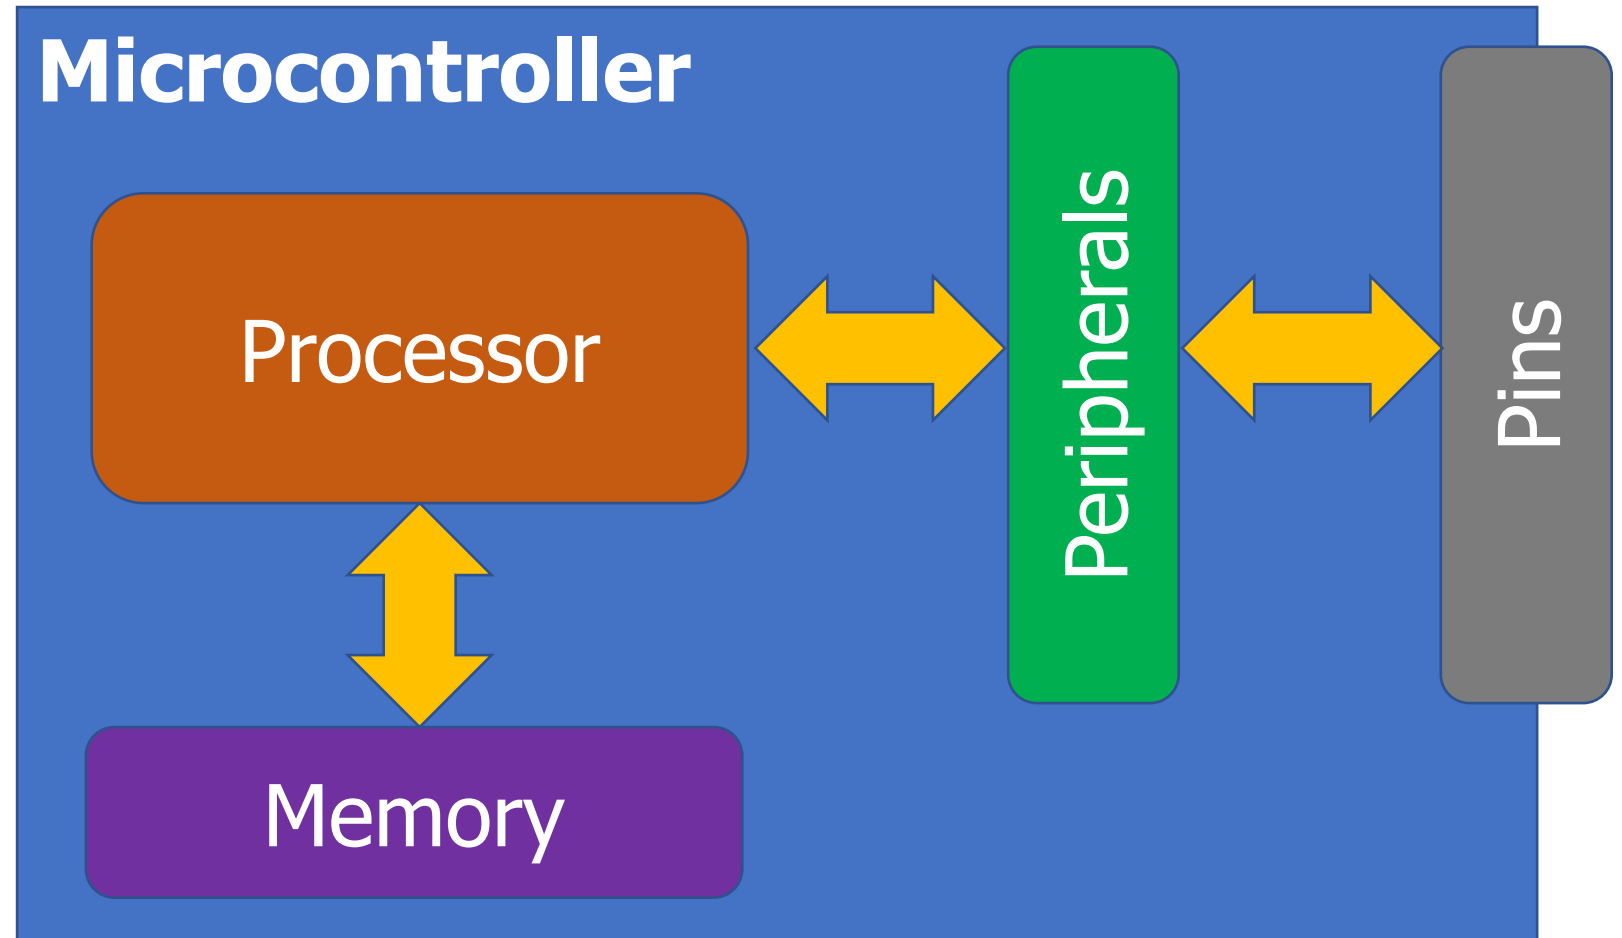 Microcontroller
Processor
Peripherals
Pins
Memory